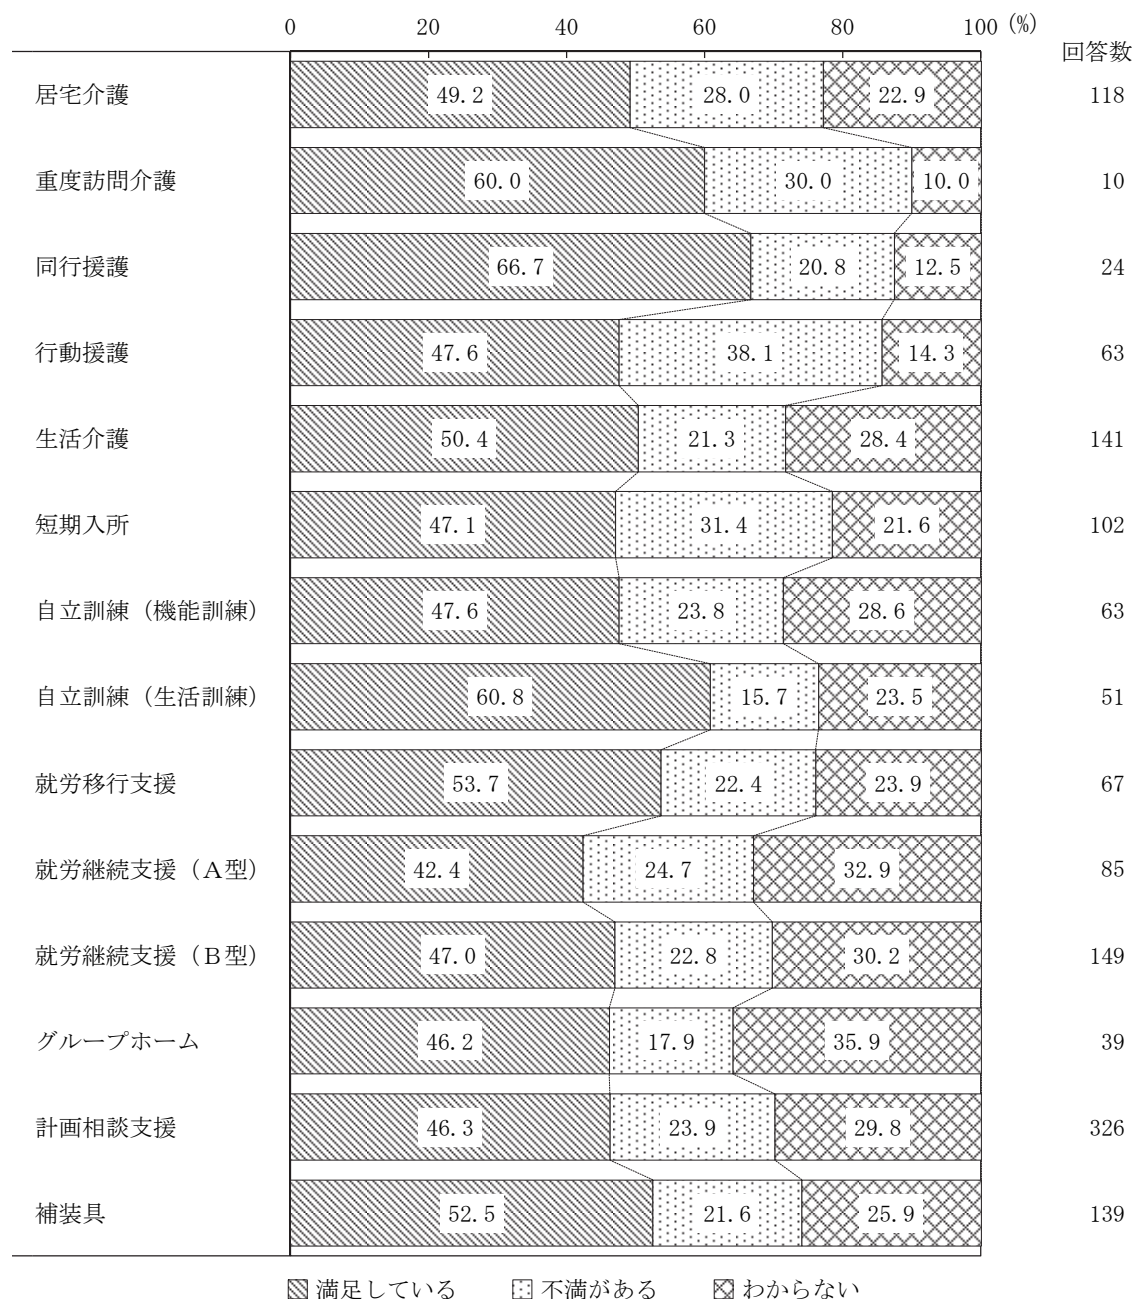 0 20 40 60 80 100 (%)
回答数
居宅介護 49.2 28.0 22.9 118
重度訪問介護 60.0 30.0 10.0 10
同行援護 66.7 20.8 12.5 24
行動援護 47.6 38.1 14.3 63
生活介護 50.4 21.3 28.4 141
短期入所 47.1 31.4 21.6 102
自立訓練（機能訓練） 47.6 23.8 28.6 63
自立訓練（生活訓練） 60.8 15.7 23.5 51
就労移行支援 53.7 22.4 23.9 67
就労継続支援（Ａ型） 42.4 24.7 32.9 85
就労継続支援（Ｂ型） 47.0 22.8 30.2 149
グループホーム 46.2 17.9 35.9 39
計画相談支援 46.3 23.9 29.8 326
補装具 52.5 21.6 25.9 139
満足している 不満がある わからない